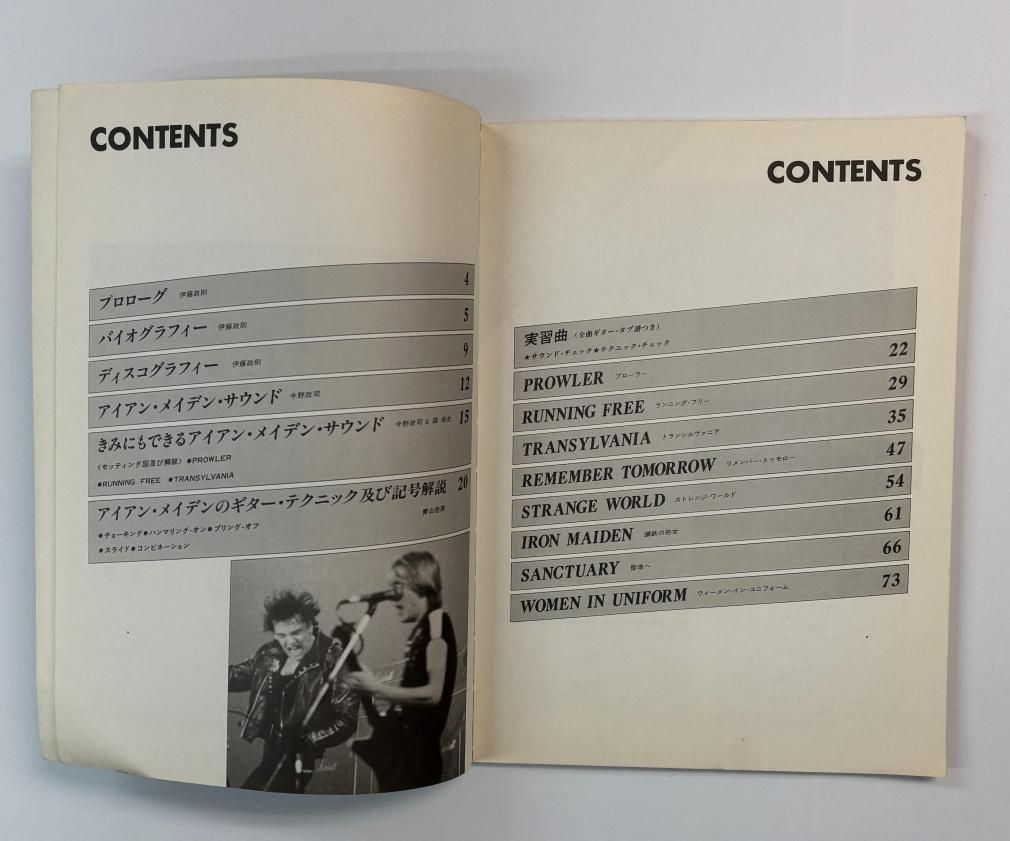 CONTENTS
プロローグ 伊藤政則 4
バイオグラフィー 伊藤政則 5
ディスコグラフィー 伊藤政則 9
アイアン・メイデン・サウンド 今野政司 12
きみにもできるアイアン・メイデン・サウンド 今野政司 & 15
〈セッティング図及び解説〉 ●PROWLER
●RUNNING FREE ●TRANSYLVANIA
アイアン・メイデンのギター・テクニック及び記号解説 20
青山忠英
●チョーキング●ハンマリング・オン●プリング・オフ
●スライド●コンビネーション
Marshall
CONTENTS
実習曲 (全曲ギター・タブ譜つき)
★サウンド・チェック★テクニック・チェック
PROWLER プローラー 22
RUNNING FREE ランニング・フリー 29
TRANSYLVANIA トランシルヴァニア 35
REMEMBER TOMORROW リメンバー・トゥモロー 47
STRANGE WORLD ストレンジ・ワールド 54
IRON MAIDEN 鋼鉄の処女 61
SANCTUARY 聖地へ 66
WOMEN IN UNIFORM ウィーメン・イン・ユニフォーム 73